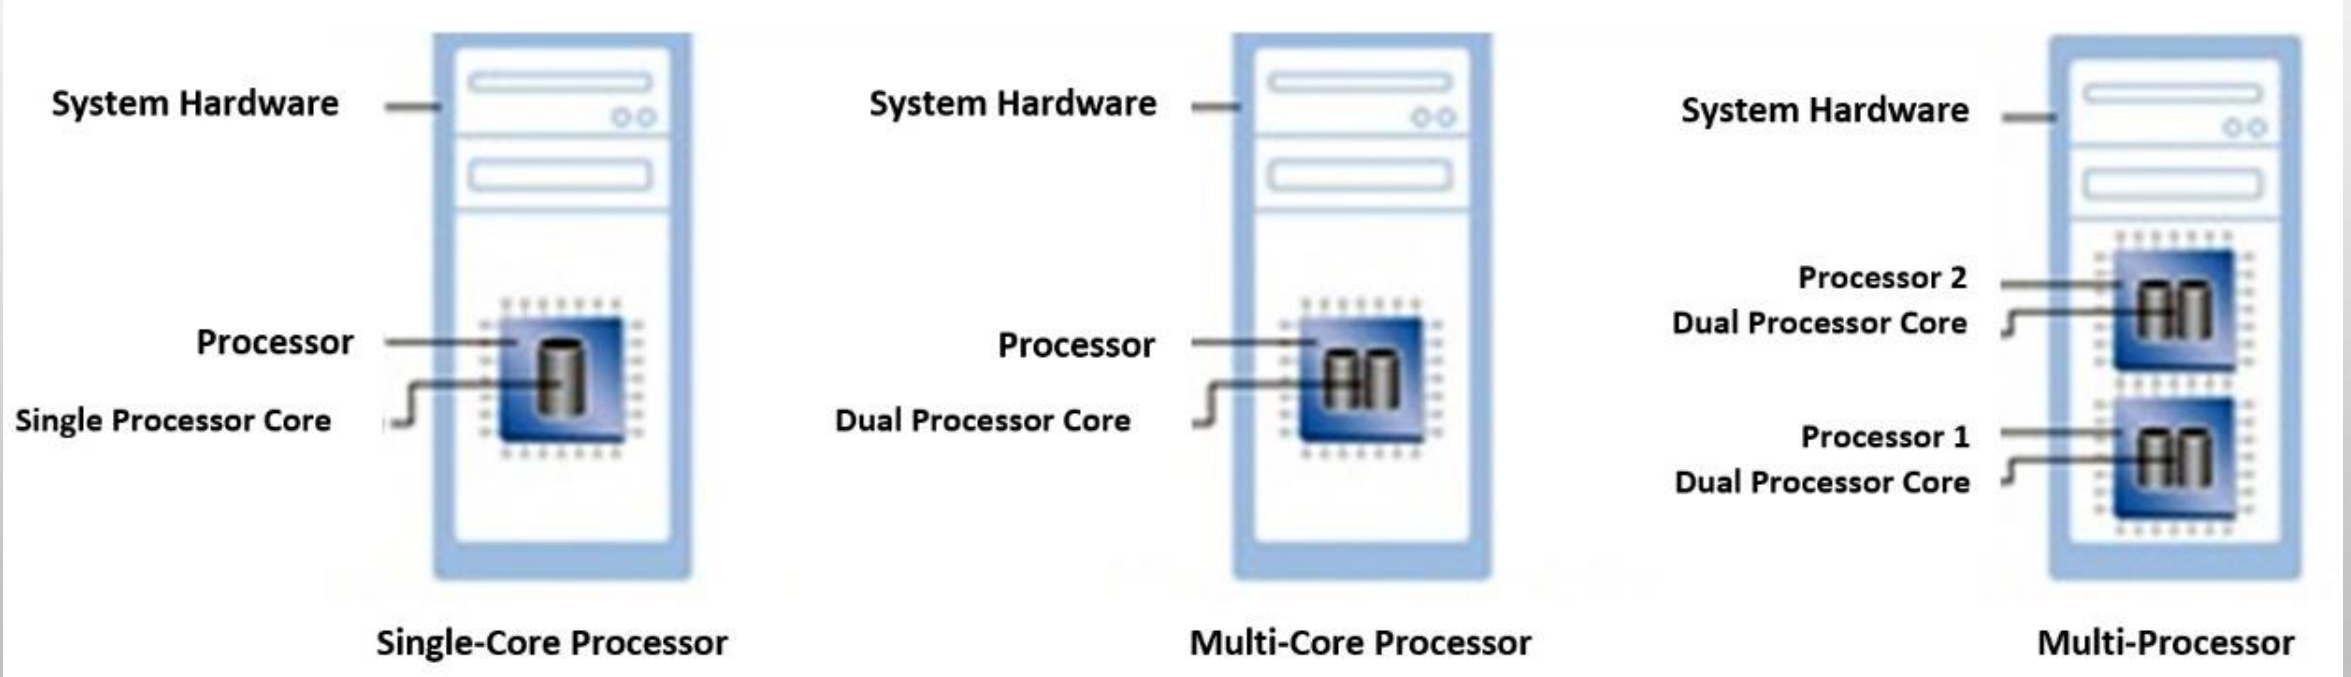 System Hardware
Processor
Single Processor Core
Single-Core Processor
System Hardware
Processor
Dual Processor Core
Multi-Core Processor
System Hardware
Processor 2
Dual Processor Core
Processor 1
Dual Processor Core
Multi-Processor